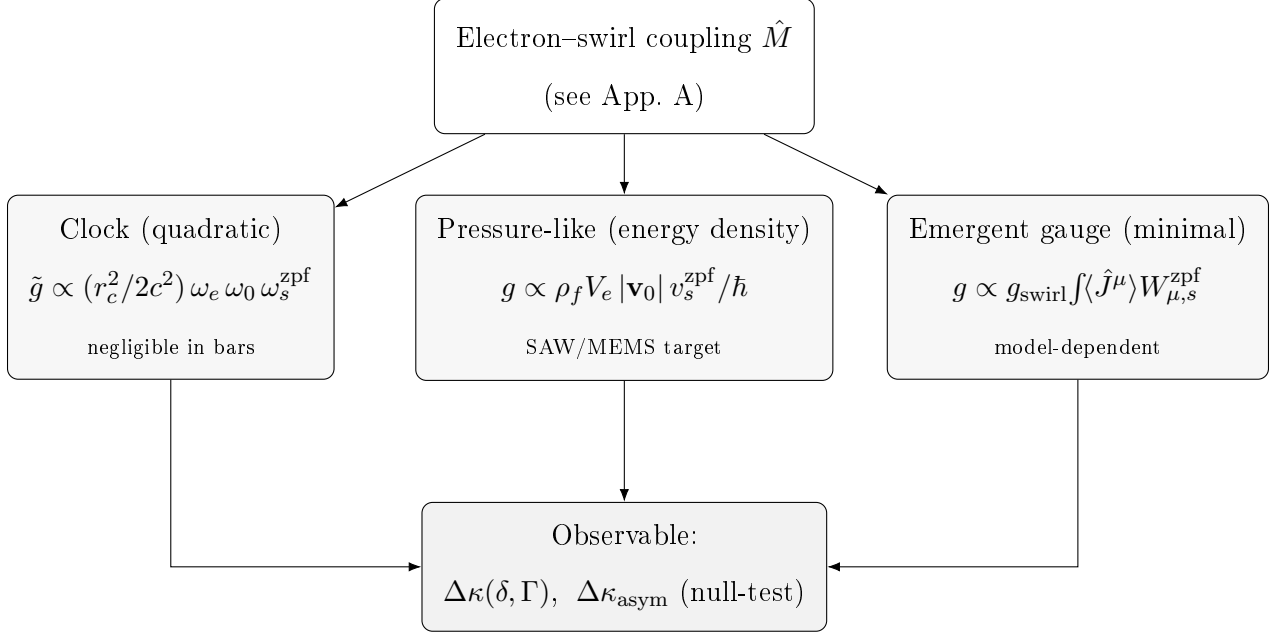 Electron–swirl coupling M̂
(see App. A)
Clock (quadratic)
g̃ ∝ (r_c^2/2c^2) ω_e ω_0 ω_s^zpf
negligible in bars
Pressure-like (energy density)
g ∝ ρ_f V_e |v_0| v_s^zpf/ħ
SAW/MEMS target
Emergent gauge (minimal)
g ∝ g_swirl ∫⟨Ĵ^μ⟩W_{μ,s}^zpf
model-dependent
Observable:
Δκ(δ, Γ), Δκ_asym (null-test)